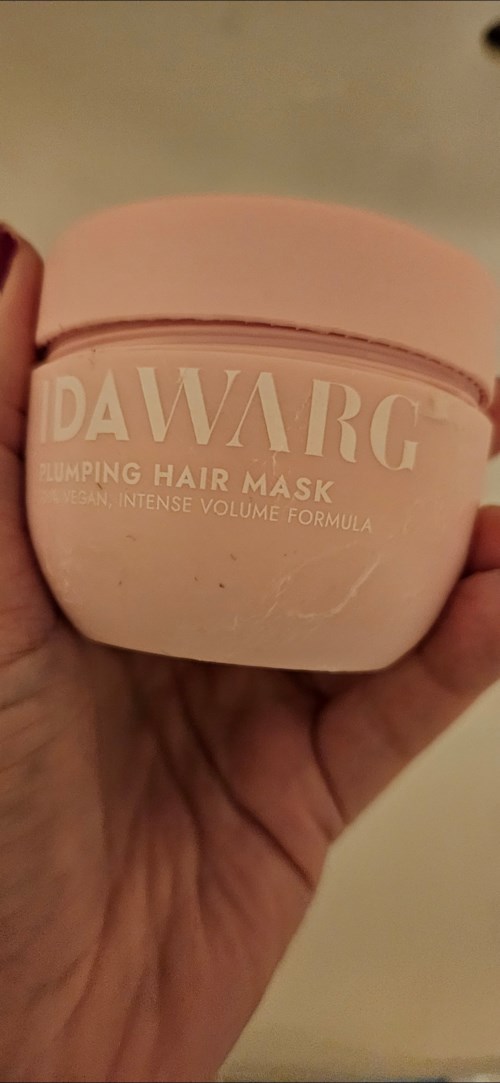 IDAWARG
PLUMPING HAIR MASK
VEGAN, INTENSE VOLUME FORMULA